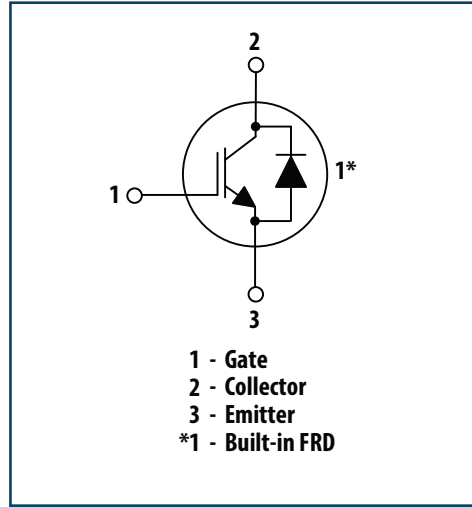 2
1*
1
3
1 - Gate
2 - Collector
3 - Emitter
*1 - Built-in FRD